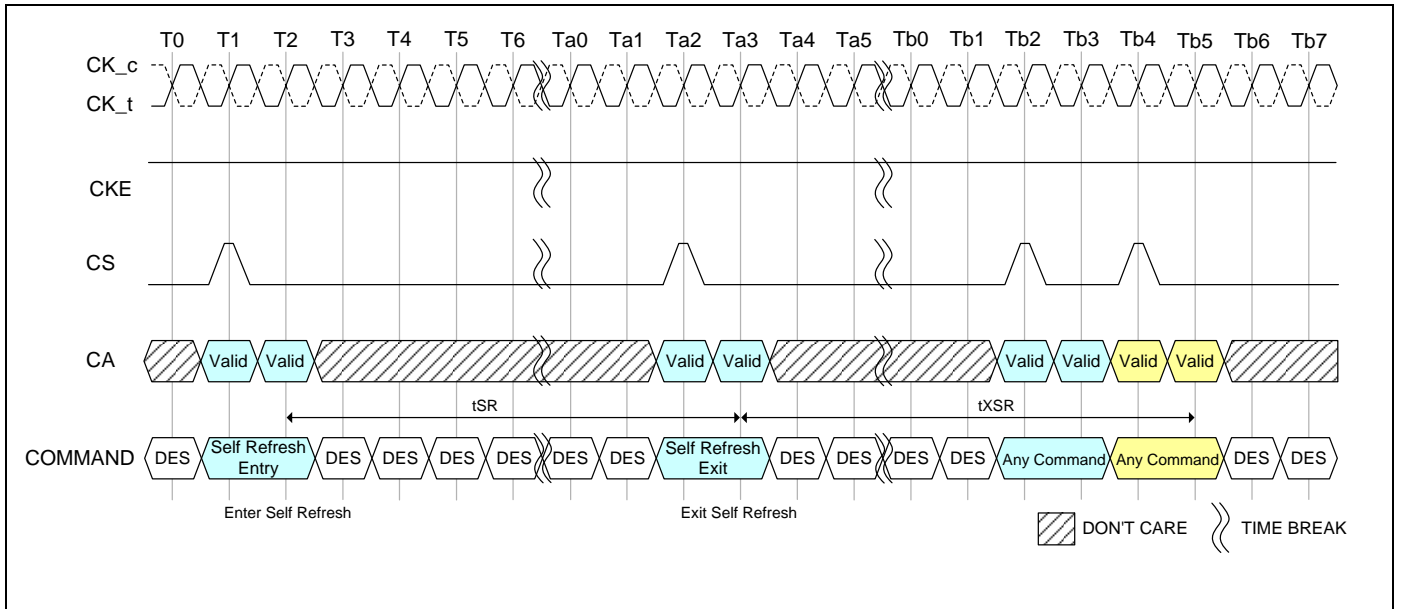 T0 T1 T2 T3 T4 T5 T6 Ta0 Ta1 Ta2 Ta3 Ta4 Ta5 Tb0 Tb1 Tb2 Tb3 Tb4 Tb5 Tb6 Tb7
CK_c
CK_t
CKE
CS
CA Valid Valid Valid Valid Valid Valid Valid Valid
tSR tXSR
COMMAND DES Self Refresh Entry DES DES DES DES DES DES Self Refresh Exit DES DES DES DES Any Command Any Command DES DES
Enter Self Refresh Exit Self Refresh
DON'T CARE TIME BREAK